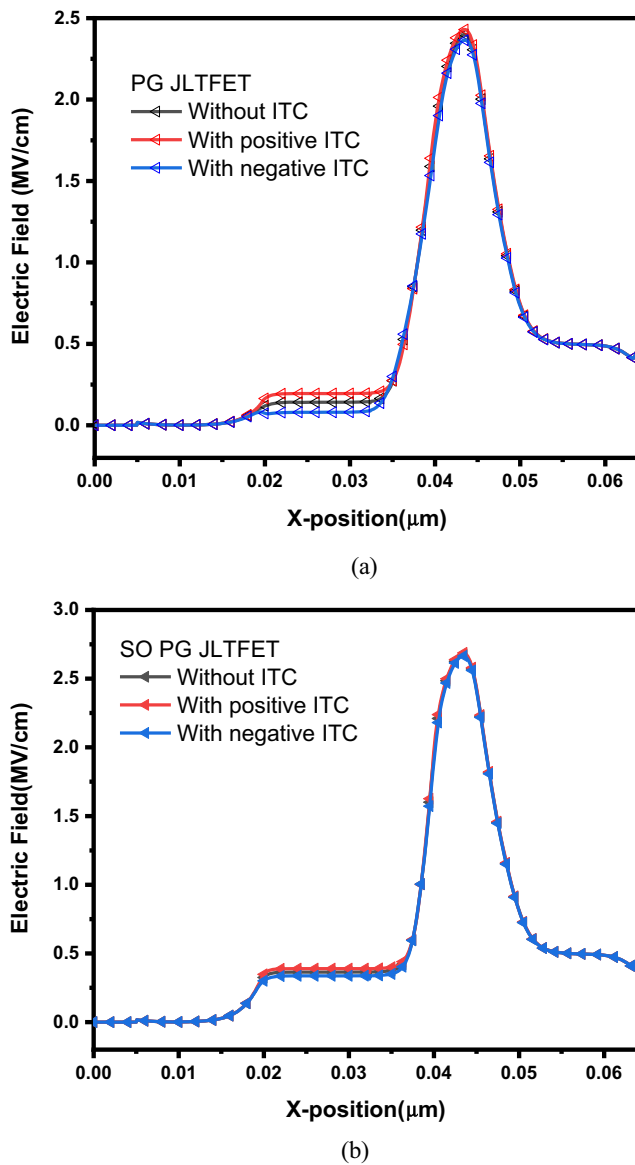 2.5
2.0
1.5
1.0
0.5
0.0
Electric Field (MV/cm)
PG JLTFET
Without ITC
With positive ITC
With negative ITC
0.00 0.01 0.02 0.03 0.04 0.05 0.06
X-position(μm)
(a)
3.0
2.5
2.0
1.5
1.0
0.5
0.0
Electric Field(MV/cm)
SO PG JLTFET
Without ITC
With positive ITC
With negative ITC
0.00 0.01 0.02 0.03 0.04 0.05 0.06
X-position(μm)
(b)